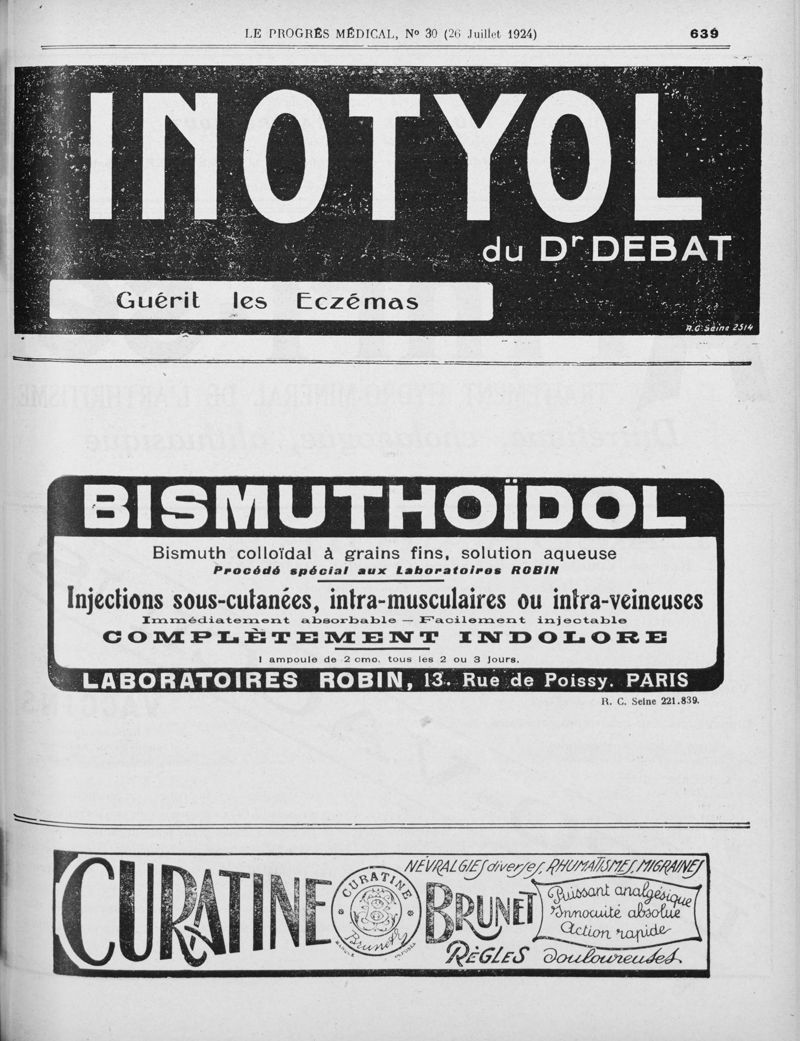 LE PROGRÈS MÉDICAL, No 30 (26 Juillet 1924) 639
INOTYOL
du Dr DEBAT
Guérit les Eczémas
R.C. Seine 2514
BISMUTHOÏDOL
Bismuth colloïdal à grains fins, solution aqueuse
Procédé spécial aux Laboratoires ROBIN
Injections sous-cutanées, intra-musculaires ou intra-veineuses
Immédiatement absorbable — Facilement injectable
COMPLÈTEMENT INDOLORE
1 ampoule de 2 cmc. tous les 2 ou 3 jours.
LABORATOIRES ROBIN, 13. Rue de Poissy. PARIS
R. C. Seine 221.839.
NÉVRALGIES diverses, RHUMATISMES, MIGRAINES
CURATINE
CURATINE
Brunet
BRUNET
Puissant analgésique
Innocuité absolue
Action rapide
RÈGLES douloureuses.